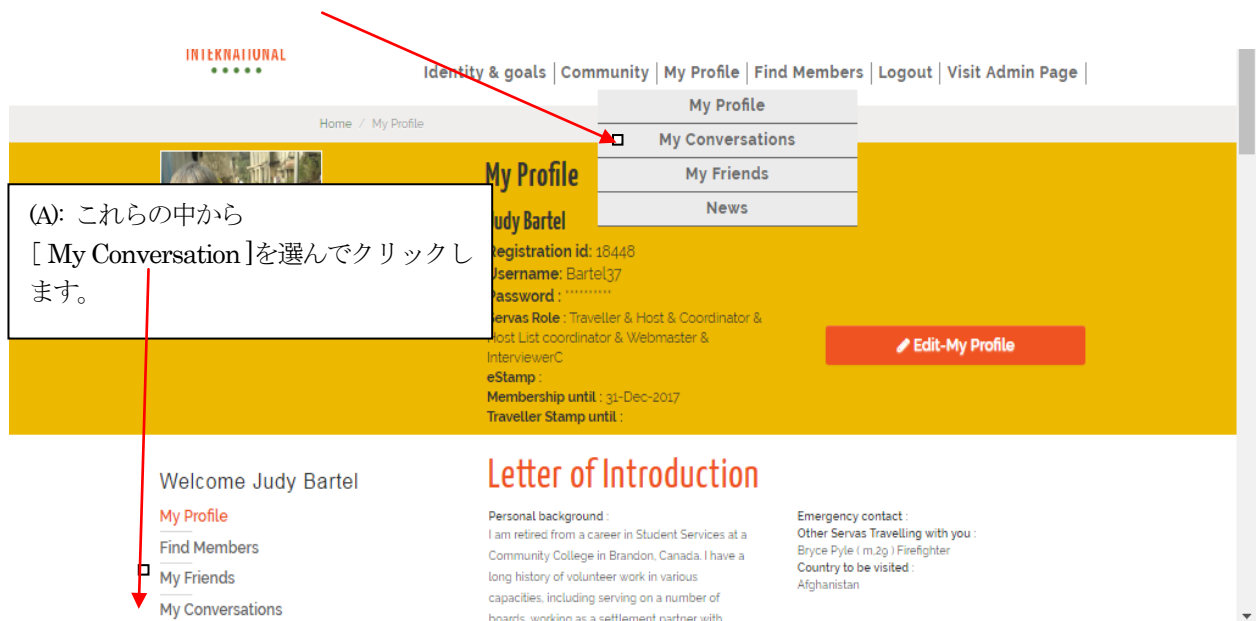 INTERNATIONAL
Identity & goals | Community | My Profile | Find Members | Logout | Visit Admin Page |
My Profile
My Conversations
My Friends
News
Home / My Profile
(A): これらの中から
[ My Conversation ]を選んでクリックし
ます。
My Profile
Judy Bartel
Registration id: 18448
Username: Bartel37
Password : **********
Servas Role : Traveller & Host & Coordinator &
Host List coordinator & Webmaster &
InterviewerC
eStamp :
Membership until : 31-Dec-2017
Traveller Stamp until :
Edit-My Profile
Welcome Judy Bartel
My Profile
Find Members
My Friends
My Conversations
Letter of Introduction
Personal background :
I am retired from a career in Student Services at a
Community College in Brandon, Canada. I have a
long history of volunteer work in various
capacities, including serving on a number of
boards, working as a settlement partner with
Emergency contact :
Other Servas Travelling with you :
Bryce Pyle ( m.29 ) Firefighter
Country to be visited :
Afghanistan